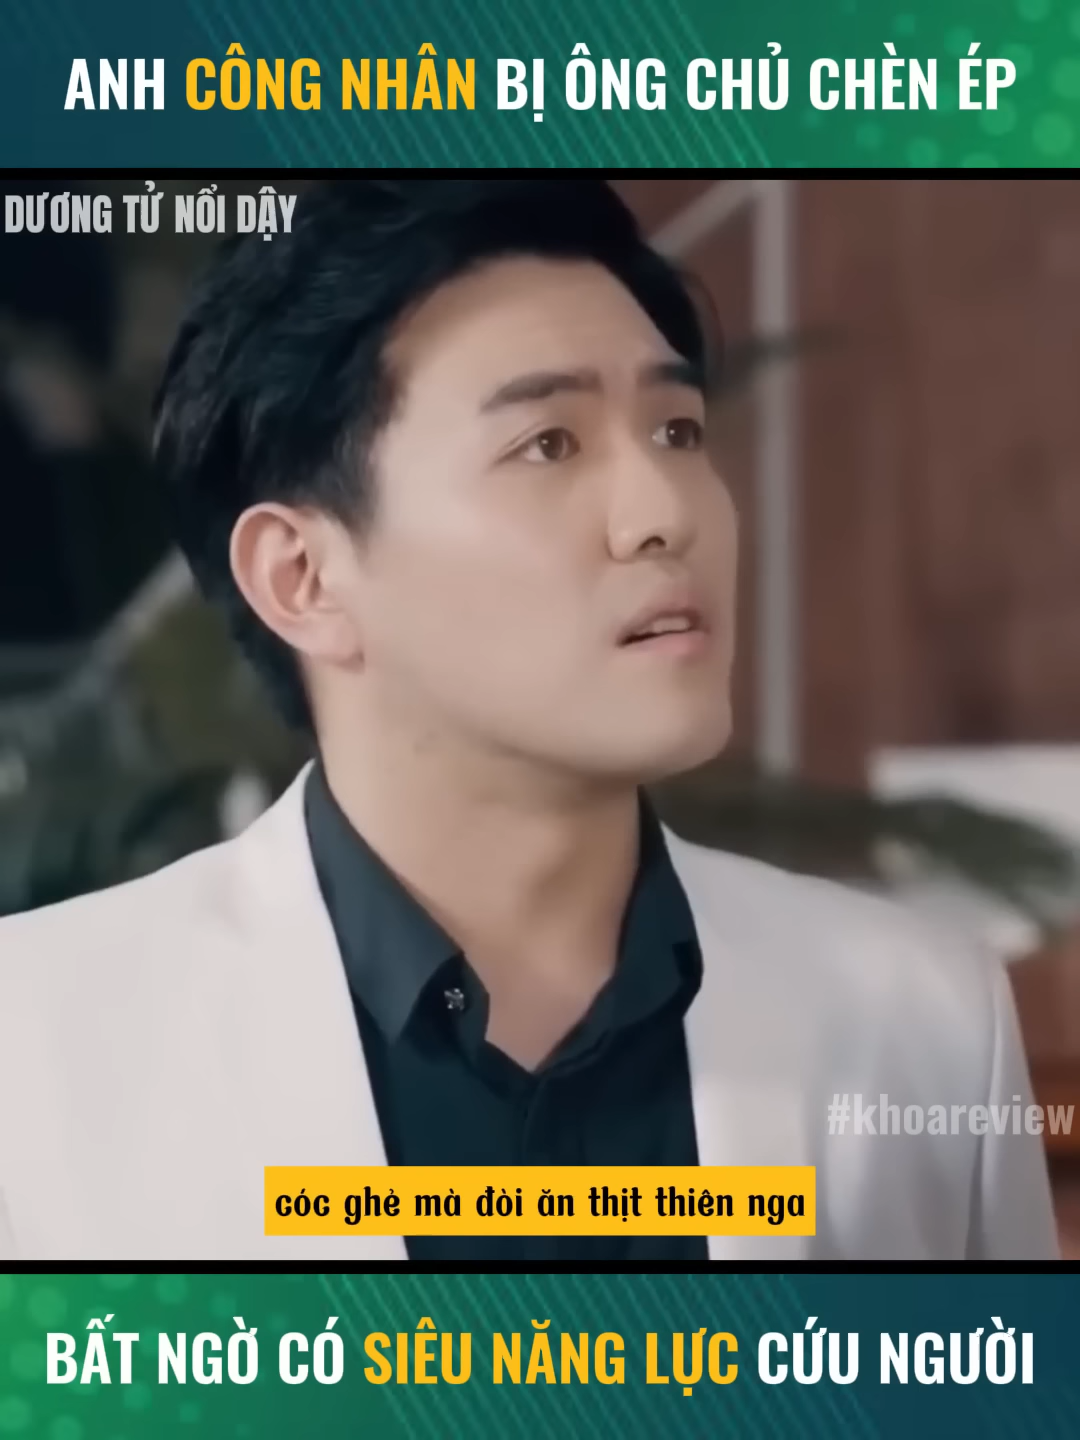 ANH CÔNG NHÂN BỊ ÔNG CHỦ CHÈN ÉP
DƯƠNG TỬ NỔI DẬY
#khoareview
cóc ghẻ mà đòi ăn thịt thiên nga
BẤT NGỜ CÓ SIÊU NĂNG LỰC CỨU NGƯỜI